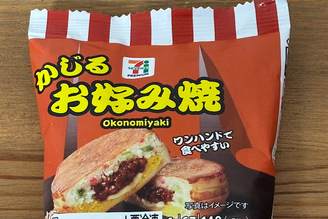 かじる
お好み焼
Okonomiyaki
ワンハンドで
食べやすい
写真はイメージです